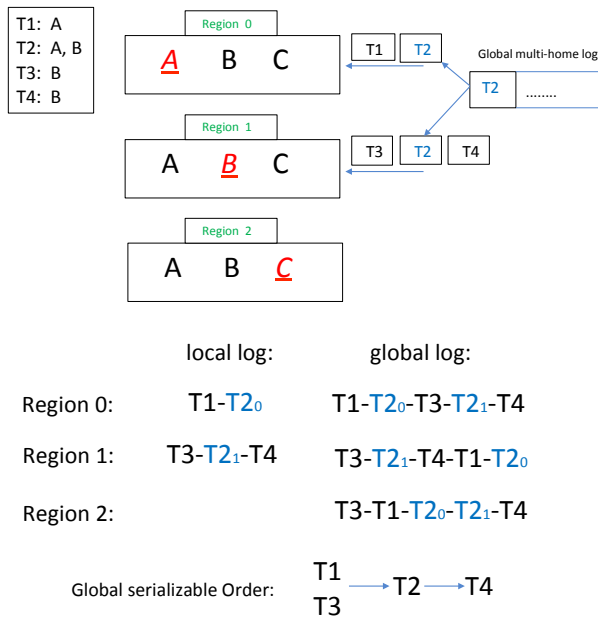 T1: A
T2: A, B
T3: B
T4: B
Region 0
A B C
T1 T2
Global multi-home log
T2 ........
Region 1
A B C
T3 T2 T4
Region 2
A B C
local log: global log:
Region 0: T1-T2₀ T1-T2₀-T3-T2₁-T4
Region 1: T3-T2₁-T4 T3-T2₁-T4-T1-T2₀
Region 2: T3-T1-T2₀-T2₁-T4
T1
Global serializable Order: T2 T4
T3